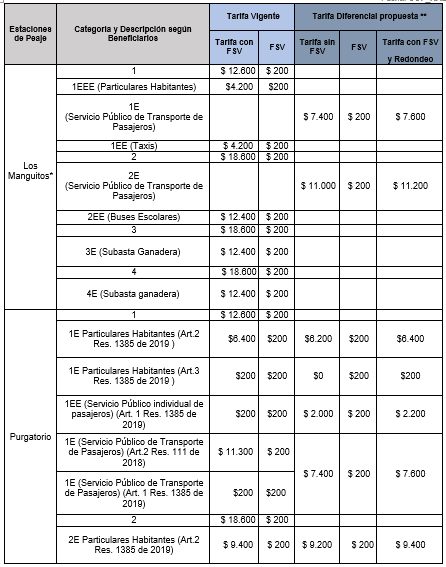 Estaciones de Peaje | Categoría y Descripción según Beneficiarios | Tarifa Vigente | Tarifa Diferencial propuesta **
Tarifa con FSV | FSV | Tarifa sin FSV | FSV | Tarifa con FSV y Redondeo
Los Manguitos*
1 | $ 12.600 | $ 200
1EEE (Particulares Habitantes) | $4.200 | $200
1E (Servicio Público de Transporte de Pasajeros) | $ 7.400 | $ 200 | $ 7.600
1EE (Taxis) | $ 4.200 | $ 200
2 | $ 18.600 | $ 200
2E (Servicio Público de Transporte de Pasajeros) | $ 11.000 | $ 200 | $ 11.200
2EE (Buses Escolares) | $ 12.400 | $ 200
3 | $ 18.600 | $ 200
3E (Subasta Ganadera) | $ 12.400 | $ 200
4 | $ 18.600 | $ 200
4E (Subasta ganadera) | $ 12.400 | $ 200
Purgatorio
1 | $ 12.600 | $ 200
1E Particulares Habitantes (Art.2 Res. 1385 de 2019 ) | $6.400 | $200 | $6.200 | $200 | $6.400
1E Particulares Habitantes (Art.3 Res. 1385 de 2019 ) | $200 | $200 | $0 | $200 | $200
1EE (Servicio Público individual de pasajeros) (Art. 1 Res. 1385 de 2019) | $200 | $200 | $ 2.000 | $ 200 | $ 2.200
1E (Servicio Público de Transporte de Pasajeros) (Art.2 Res. 111 de 2018) | $ 11.300 | $ 200 | $ 7.400 | $ 200 | $ 7.600
1E (Servicio Público de Transporte de Pasajeros) (Art. 1 Res. 1385 de 2019) | $200 | $200
2 | $ 18.600 | $ 200
2E Particulares Habitantes (Art.2 Res. 1385 de 2019) | $ 9.400 | $ 200 | $ 9.200 | $ 200 | $ 9.400